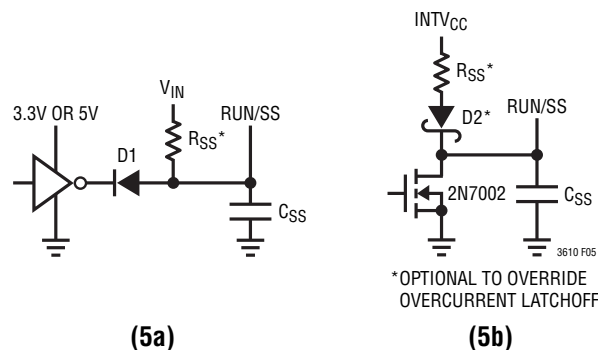 V_IN
3.3V OR 5V
R_SS*
RUN/SS
D1
C_SS
(5a)
INTV_CC
R_SS*
D2*
RUN/SS
2N7002
C_SS
3610 F05
*OPTIONAL TO OVERRIDE
OVERCURRENT LATCHOFF
(5b)